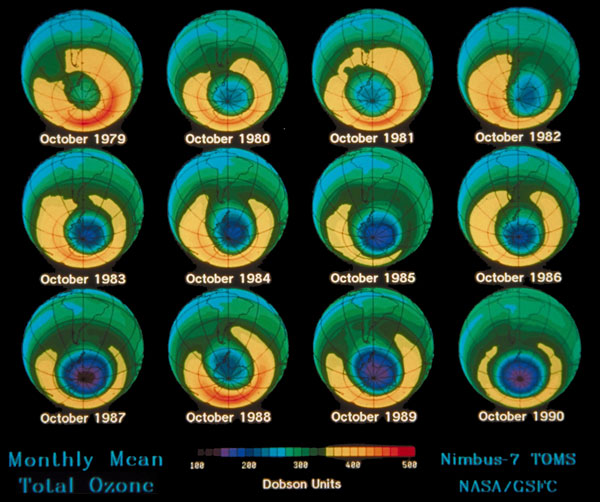 October 1979
October 1980
October 1981
October 1982
October 1983
October 1984
October 1985
October 1986
October 1987
October 1988
October 1989
October 1990
Monthly Mean
Total Ozone
100 200 300 400 500
Dobson Units
Nimbus-7 TOMS
NASA/GSFC